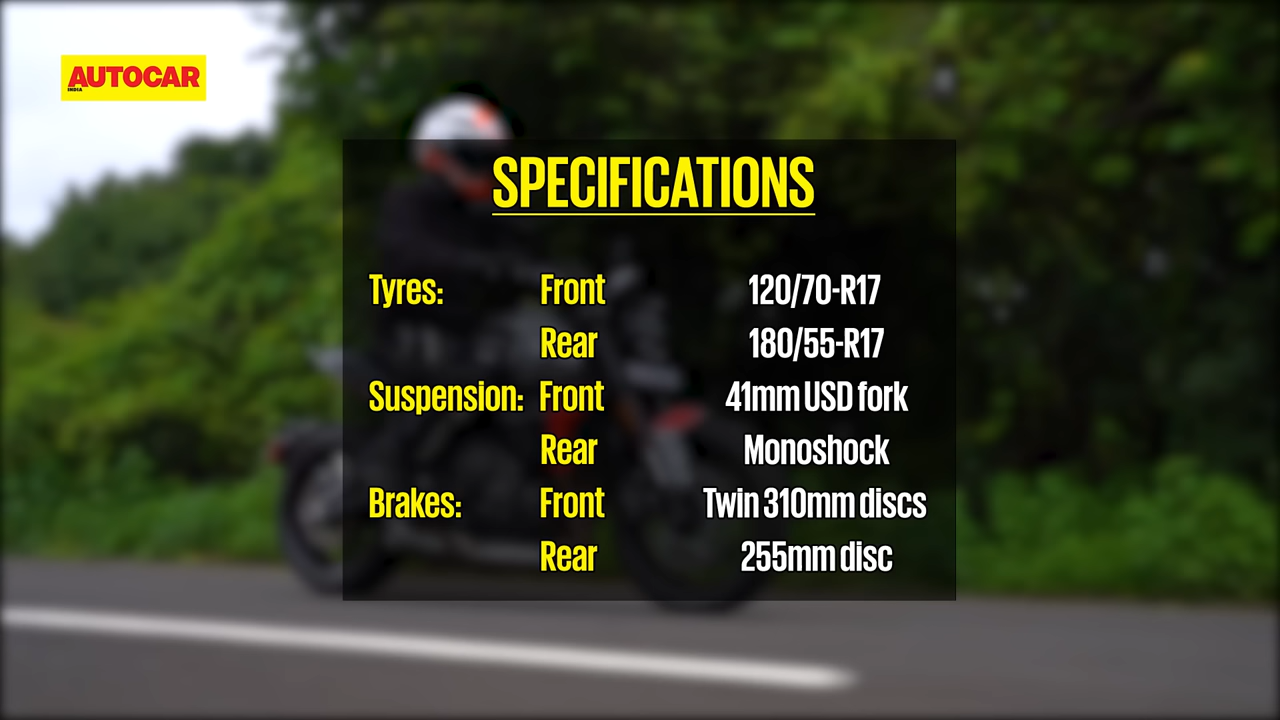 AUTOCAR
INDIA
SPECIFICATIONS
Tyres: Front 120/70-R17
Rear 180/55-R17
Suspension: Front 41mm USD fork
Rear Monoshock
Brakes: Front Twin 310mm discs
Rear 255mm disc